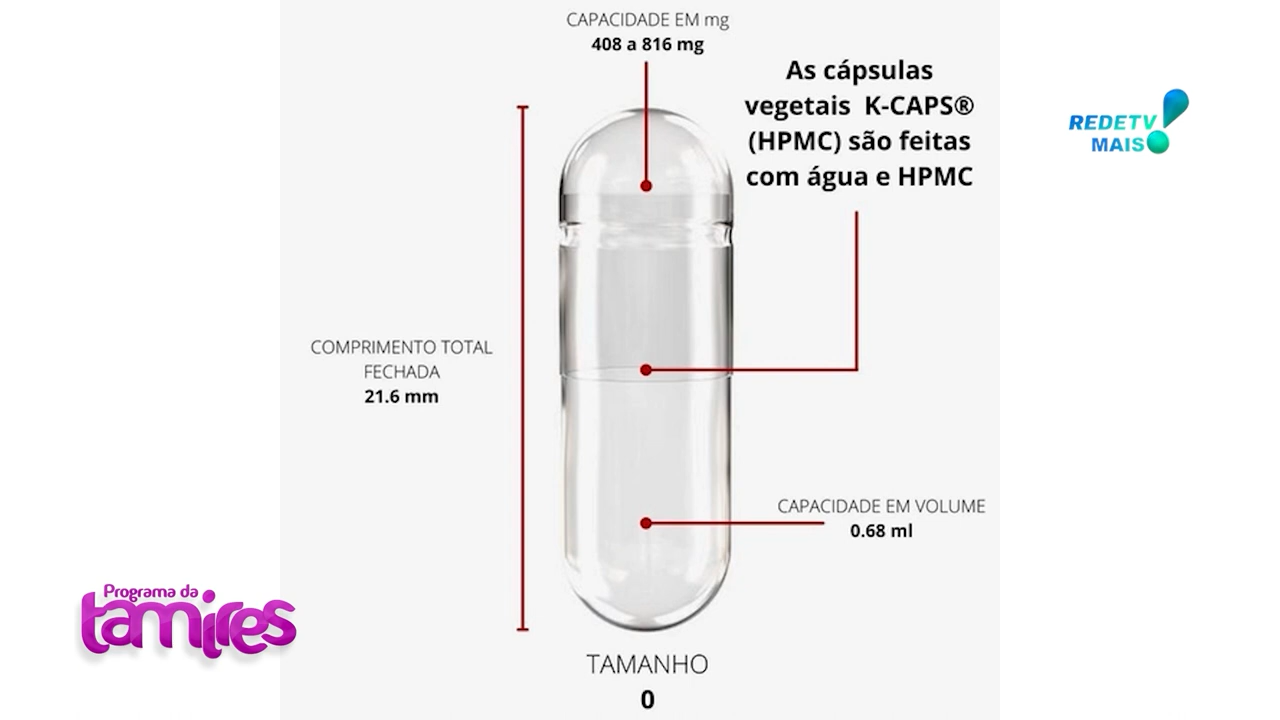 CAPACIDADE EM mg
408 a 816 mg
As cápsulas
vegetais K-CAPS®
(HPMC) são feitas
com água e HPMC
REDETV
MAIS
COMPRIMENTO TOTAL
FECHADA
21.6 mm
CAPACIDADE EM VOLUME
0.68 ml
Programa da
tamires
TAMANHO
0